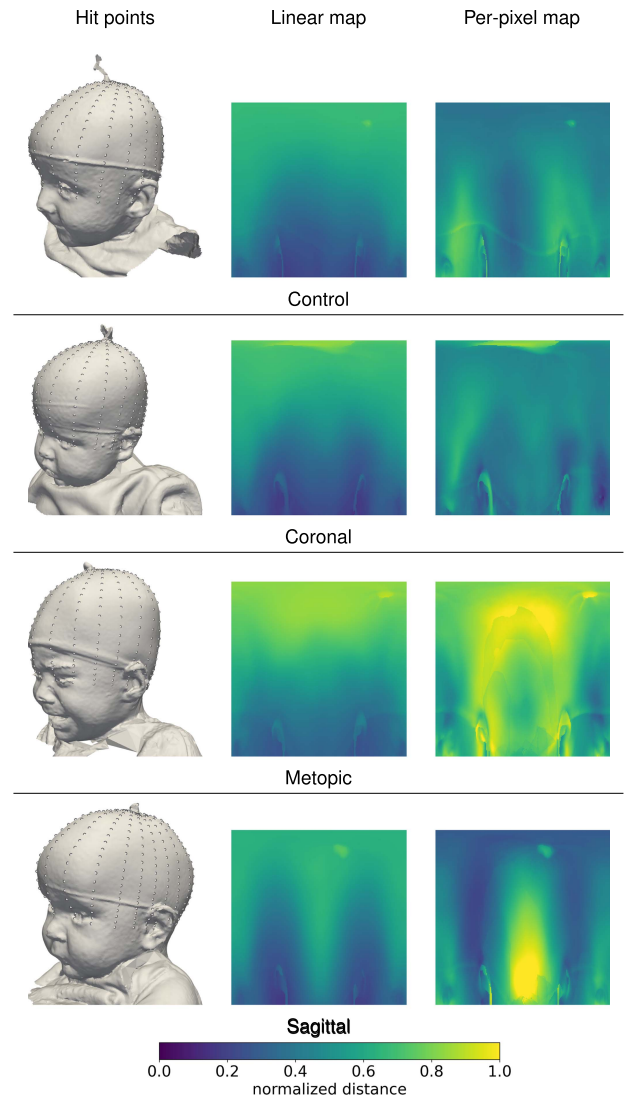 Hit points Linear map Per-pixel map
Control
Coronal
Metopic
Sagittal
0.0 0.2 0.4 0.6 0.8 1.0
normalized distance